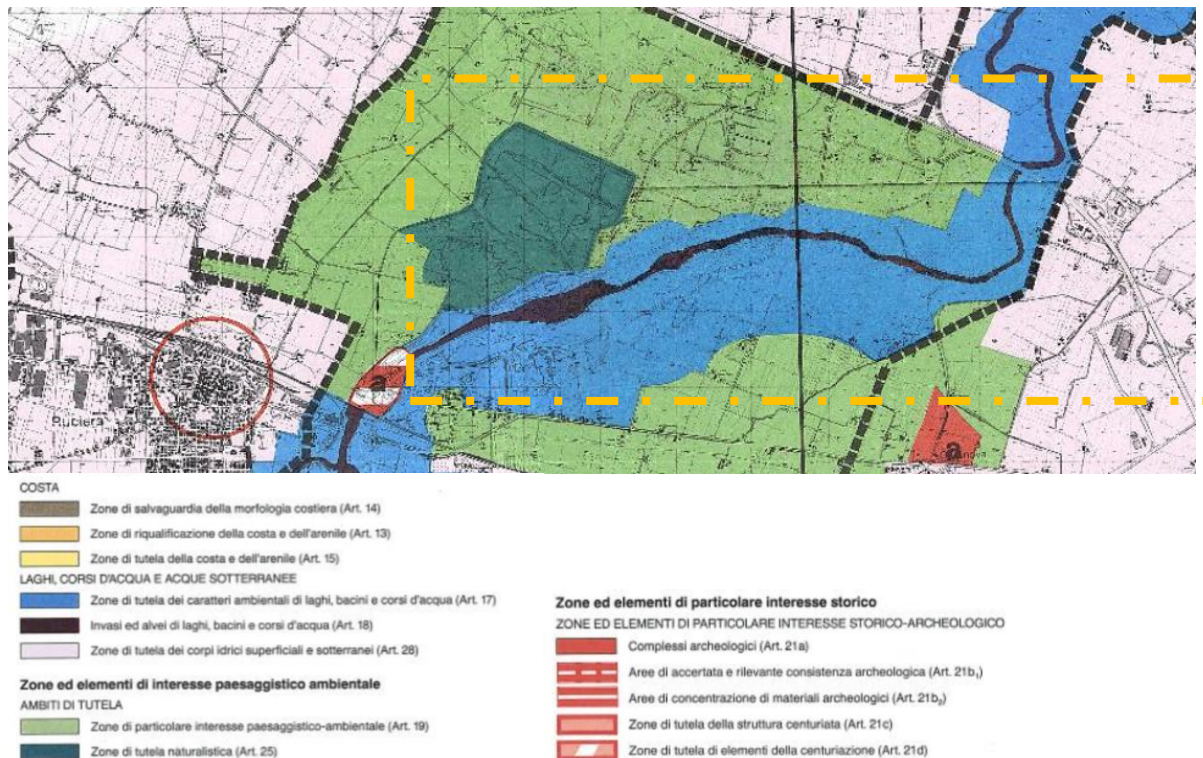 Rubiera
a
a
COSTA
Zone di salvaguardia della morfologia costiera (Art. 14)
Zone di riqualificazione della costa e dell'arenile (Art. 13)
Zone di tutela della costa e dell'arenile (Art. 15)
LAGHI, CORSI D'ACQUA E ACQUE SOTTERRANEE
Zone di tutela dei caratteri ambientali di laghi, bacini e corsi d'acqua (Art. 17)
Invasi ed alvei di laghi, bacini e corsi d'acqua (Art. 18)
Zone di tutela dei corpi idrici superficiali e sotterranei (Art. 28)
Zone ed elementi di interesse paesaggistico ambientale
AMBITI DI TUTELA
Zone di particolare interesse paesaggistico-ambientale (Art. 19)
Zone di tutela naturalistica (Art. 25)
Zone ed elementi di particolare interesse storico
ZONE ED ELEMENTI DI PARTICOLARE INTERESSE STORICO-ARCHEOLOGICO
Complessi archeologici (Art. 21a)
Aree di accertata e rilevante consistenza archeologica (Art. 21b₁)
Aree di concentrazione di materiali archeologici (Art. 21b₂)
Zone di tutela della struttura centuriata (Art. 21c)
Zone di tutela di elementi della centuriazione (Art. 21d)